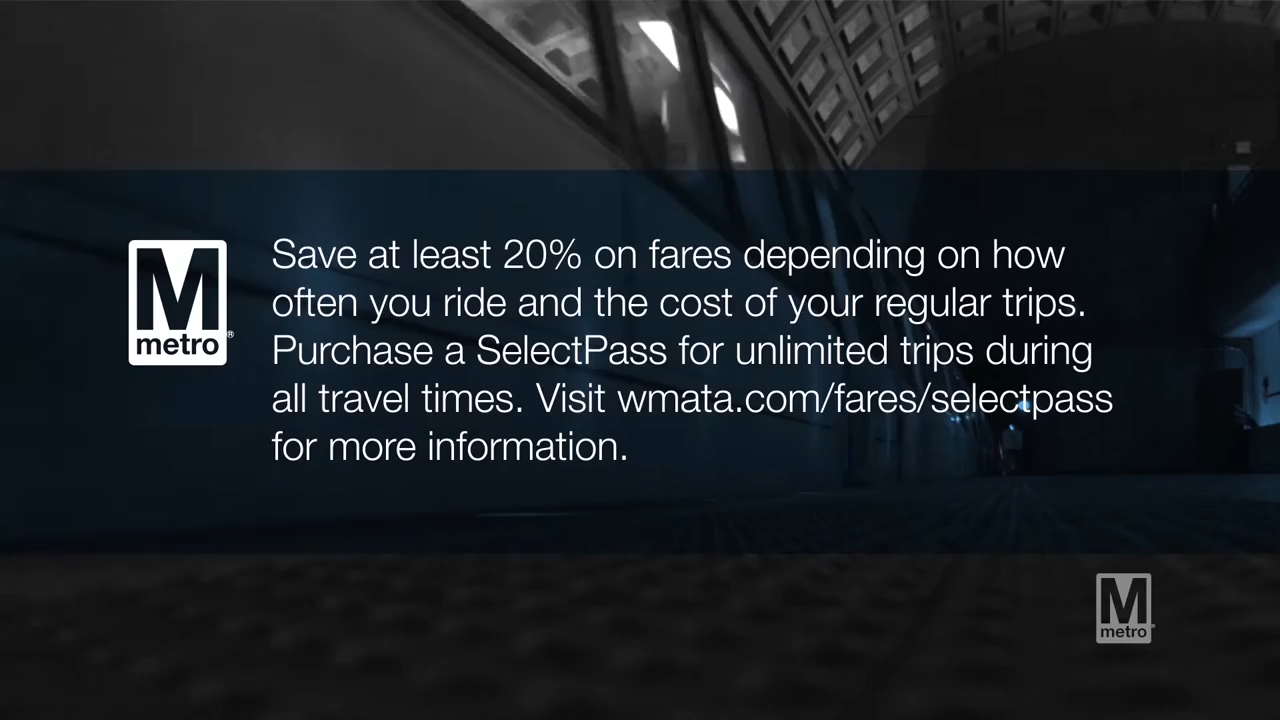 M
metro®
Save at least 20% on fares depending on how
often you ride and the cost of your regular trips.
Purchase a SelectPass for unlimited trips during
all travel times. Visit wmata.com/fares/selectpass
for more information.
M
metro